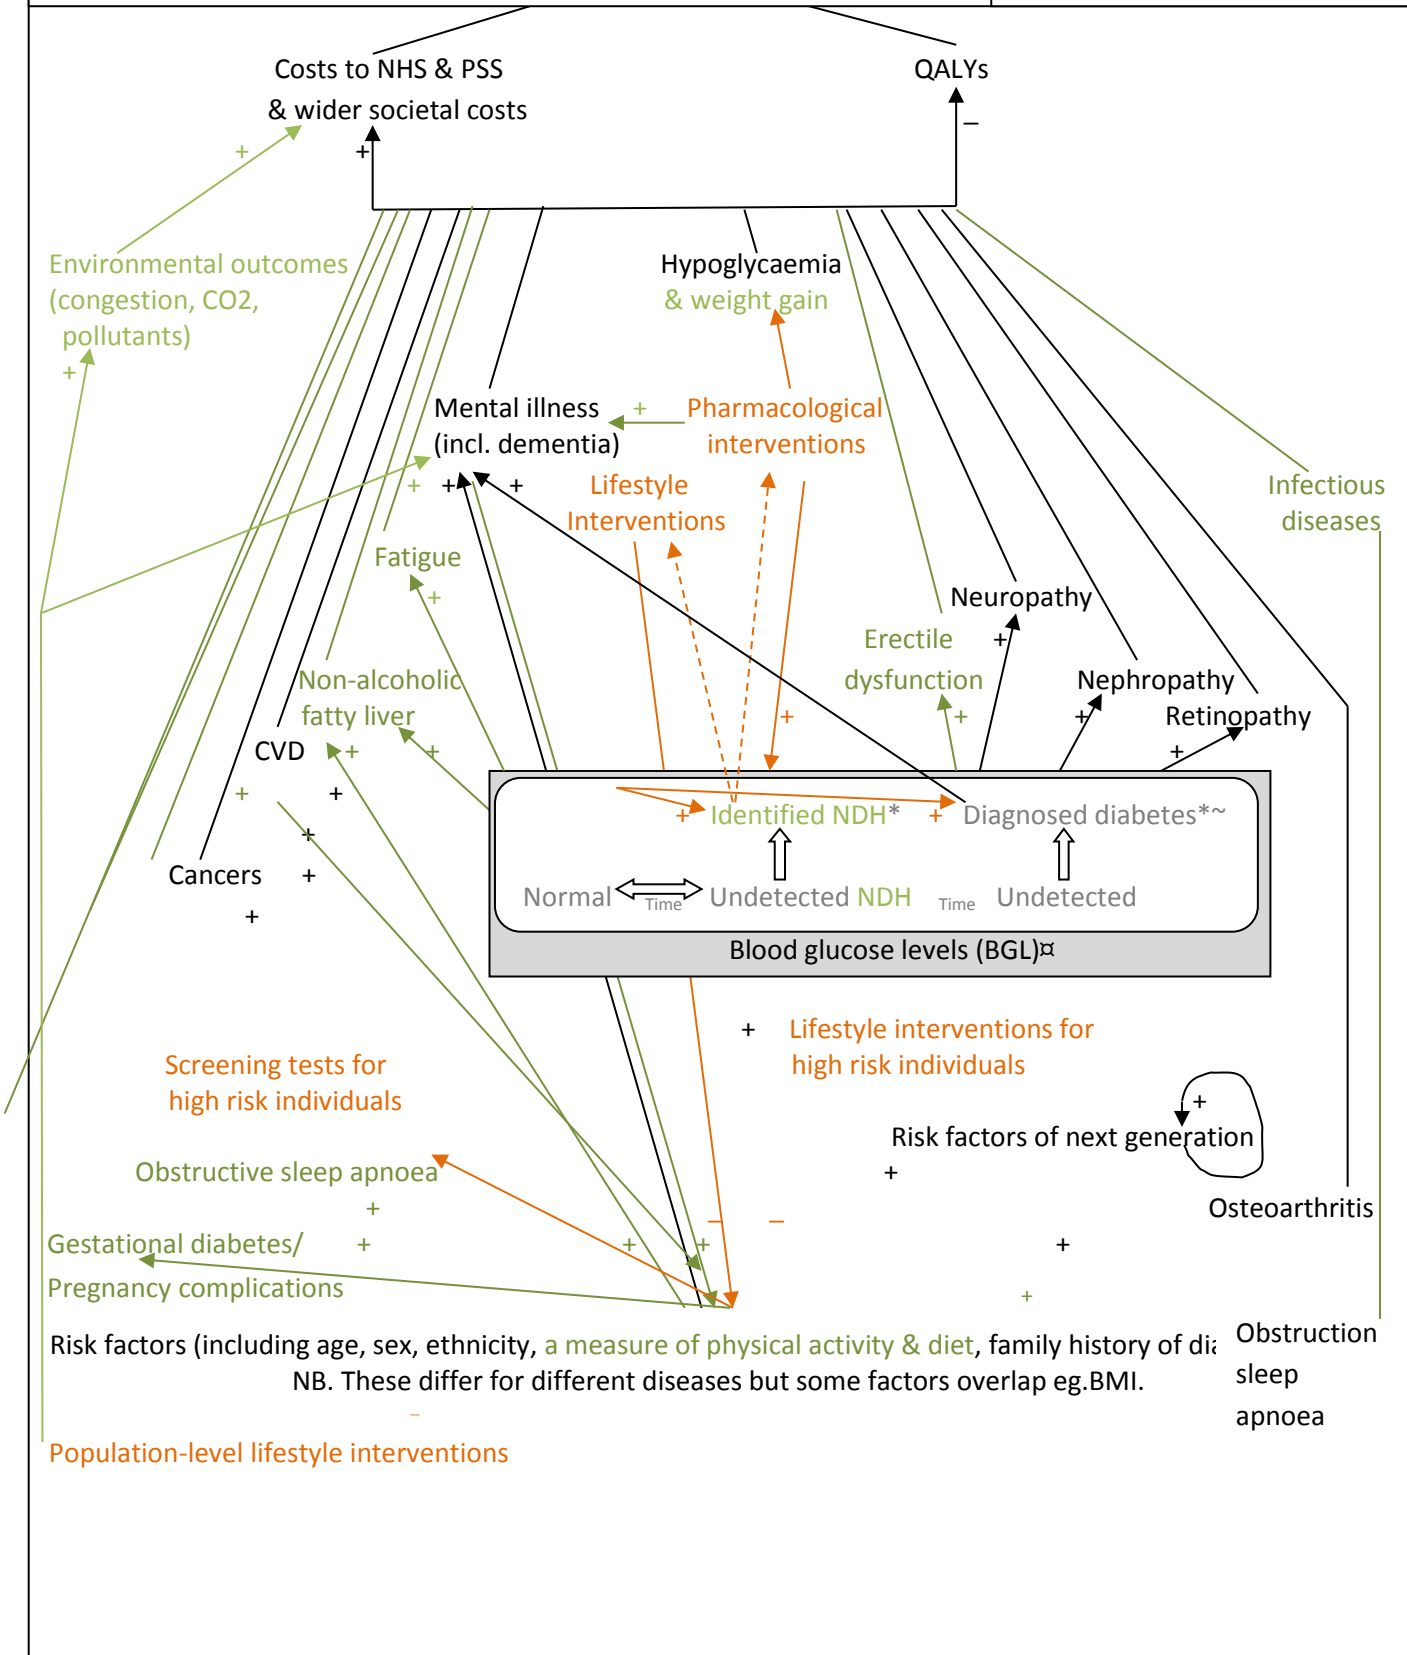 Costs to NHS & PSS
& wider societal costs
QALYs
–
+
+
Environmental outcomes
(congestion, CO2,
pollutants)
+
Hypoglycaemia
& weight gain
Mental illness
(incl. dementia)
+
Pharmacological
interventions
+ + +
Lifestyle
Interventions
Infectious
diseases
Fatigue
+
Neuropathy
+
Erectile
dysfunction
+
Non-alcoholic
fatty liver
+ +
Nephropathy
+
Retinopathy
+
+
CVD
+ +
+
Cancers +
+
+ Identified NDH* + Diagnosed diabetes*~
Normal Time Undetected NDH Time Undetected
Blood glucose levels (BGL)¤
+ Lifestyle interventions for
high risk individuals
Screening tests for
high risk individuals
+
Risk factors of next generation
+
Obstructive sleep apnoea
+
Osteoarthritis
– –
Gestational diabetes/ + + + +
Pregnancy complications
+
Risk factors (including age, sex, ethnicity, a measure of physical activity & diet, family history of
NB. These differ for different diseases but some factors overlap eg.BMI.
Obstruction
sleep
apnoea
–
Population-level lifestyle interventions